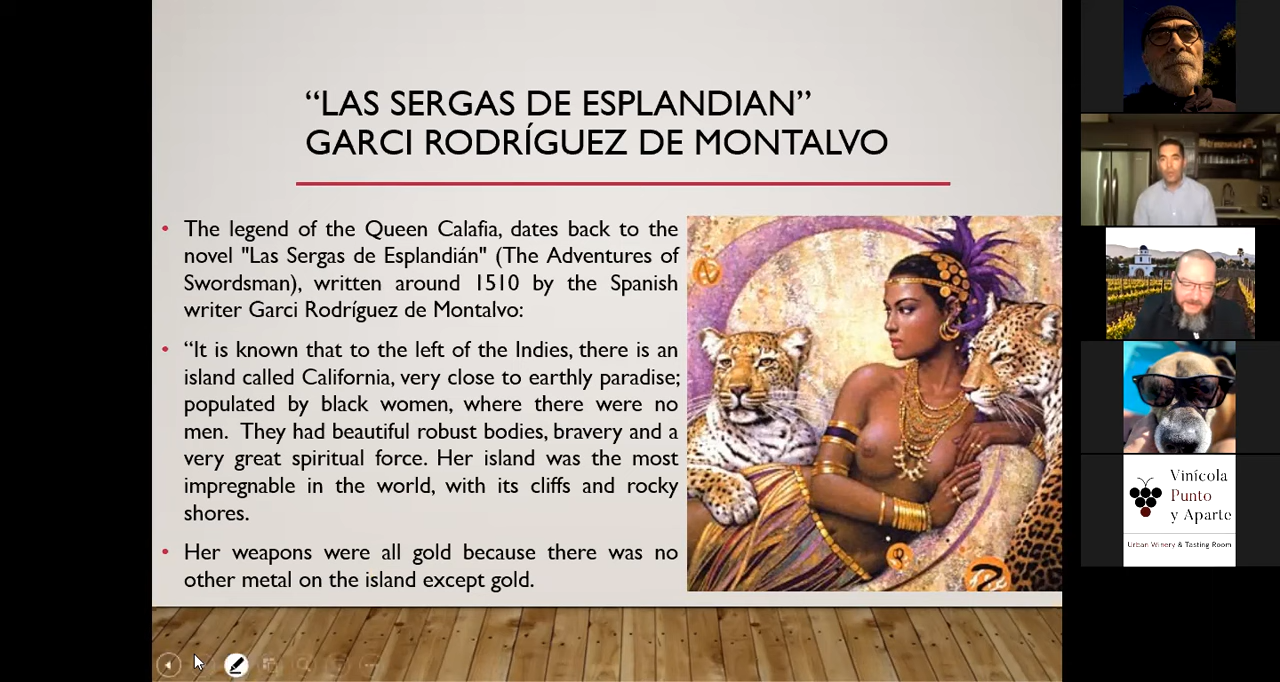 “LAS SERGAS DE ESPLANDIAN”
GARCI RODRÍGUEZ DE MONTALVO
The legend of the Queen Calafia, dates back to the
novel "Las Sergas de Esplandián" (The Adventures of
Swordsman), written around 1510 by the Spanish
writer Garci Rodríguez de Montalvo:
“It is known that to the left of the Indies, there is an
island called California, very close to earthly paradise;
populated by black women, where there were no
men. They had beautiful robust bodies, bravery and a
very great spiritual force. Her island was the most
impregnable in the world, with its cliffs and rocky
shores.
Her weapons were all gold because there was no
other metal on the island except gold.
Vinícola
Punto
y Aparte
Urban Winery & Tasting Room